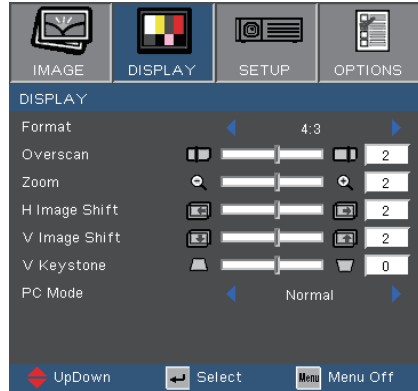 IMAGE DISPLAY SETUP OPTIONS
DISPLAY
Format 4:3
Overscan 2
Zoom 2
H Image Shift 2
V Image Shift 2
V Keystone 0
PC Mode Normal
UpDown Select Menu Menu Off